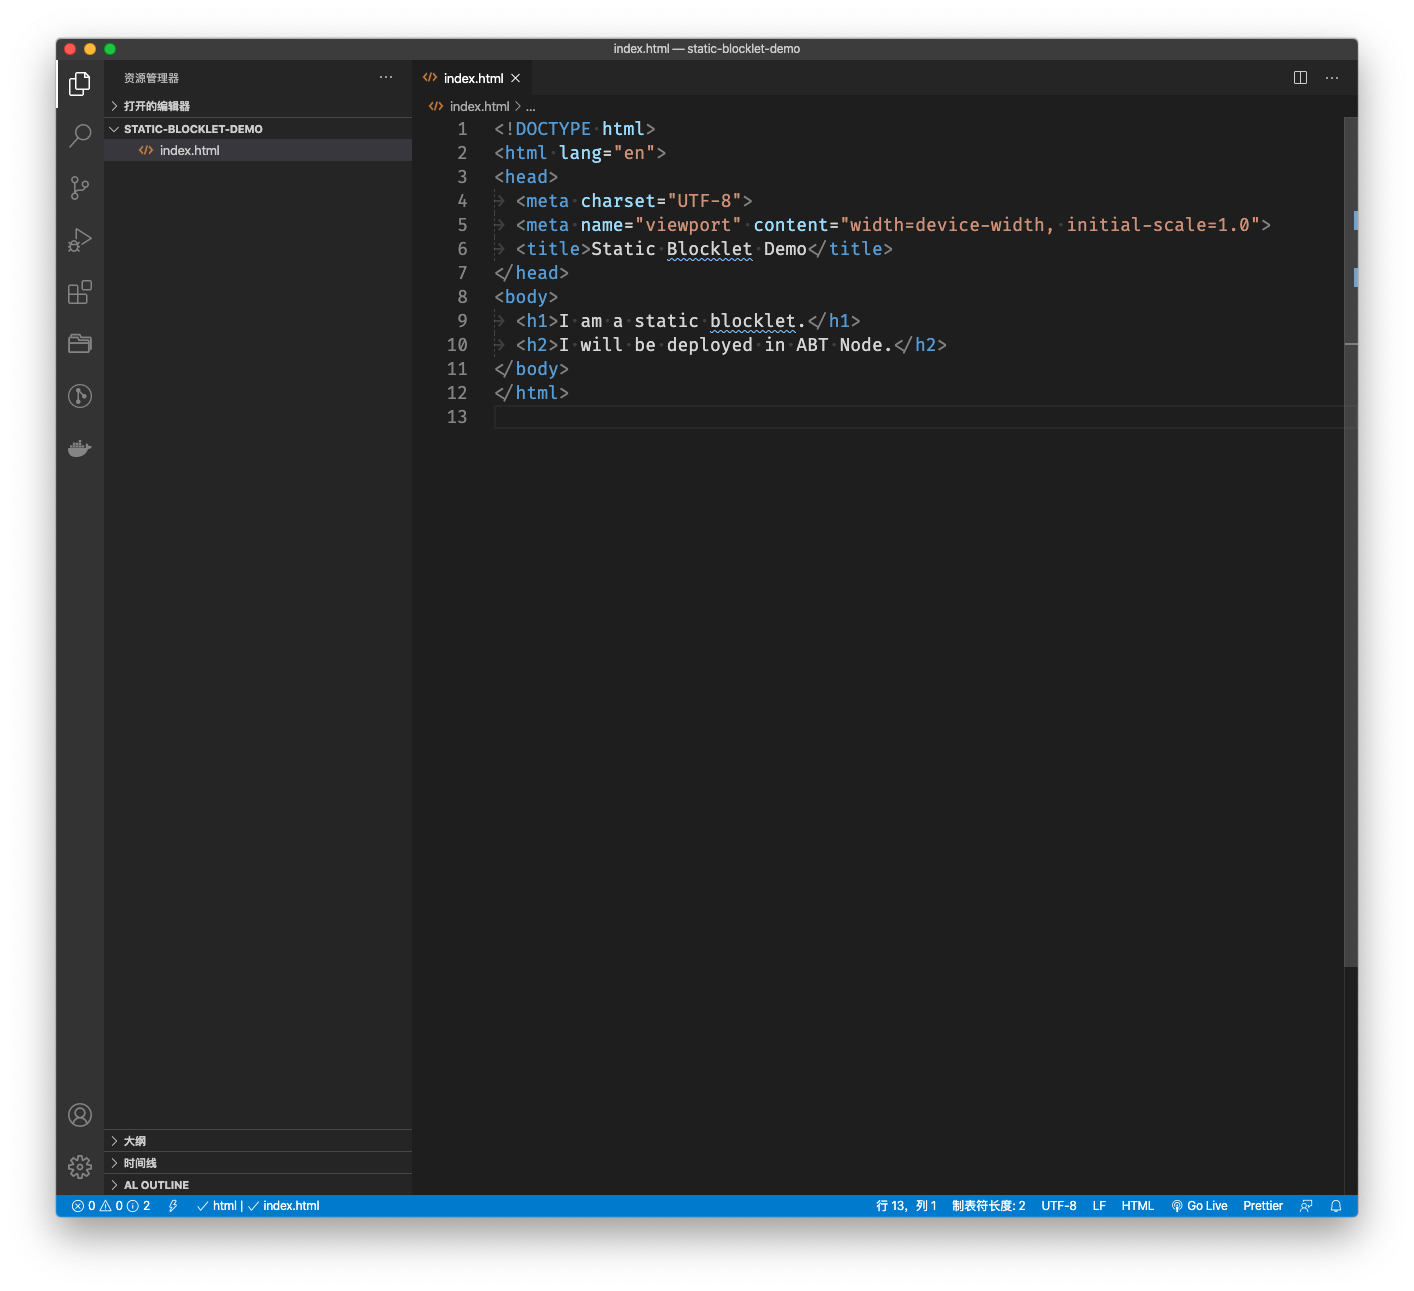 index.html — static-blocklet-demo
资源管理器
打开的编辑器
STATIC-BLOCKLET-DEMO
index.html
大纲
时间线
AL OUTLINE
index.html
index.html > ...
1 <!DOCTYPE html>
2 <html lang="en">
3 <head>
4 <meta charset="UTF-8">
5 <meta name="viewport" content="width=device-width, initial-scale=1.0">
6 <title>Static Blocklet Demo</title>
7 </head>
8 <body>
9 <h1>I am a static blocklet.</h1>
10 <h2>I will be deployed in ABT Node.</h2>
11 </body>
12 </html>
13
0 0 2 html | index.html 行 13，列 1 制表符长度: 2 UTF-8 LF HTML Go Live Prettier